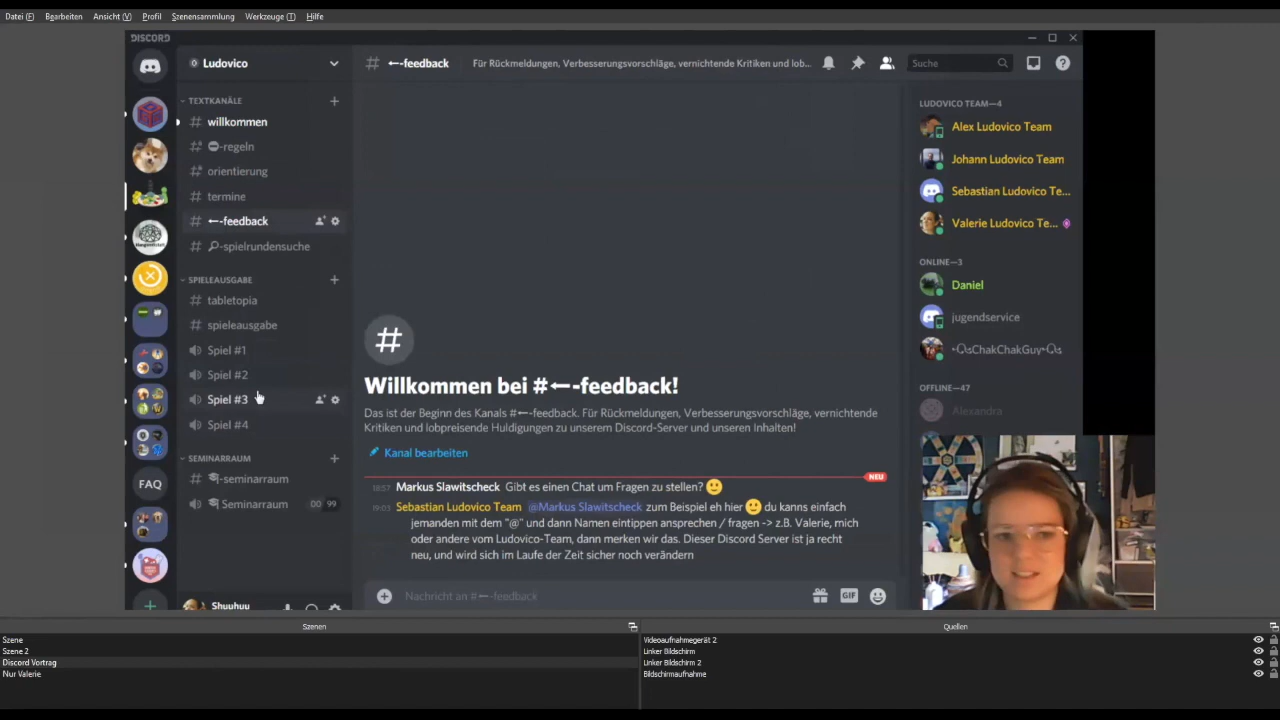 Datei (F) Bearbeiten Ansicht (V) Profil Szenensammlung Werkzeuge (T) Hilfe
DISCORD
Ludovico
←-feedback Für Rückmeldungen, Verbesserungsvorschläge, vernichtende Kritiken und lob... Suche
TEXTKANÄLE
willkommen
-regeln
orientierung
termine
←-feedback
-spielrundensuche
SPIELEAUSGABE
tabletopia
spieleausgabe
Spiel #1
Spiel #2
Spiel #3
Spiel #4
SEMINARRAUM
-seminarraum
Seminarraum 00 99
FAQ
Shuuhuu
#
Willkommen bei #←-feedback!
Das ist der Beginn des Kanals #←-feedback. Für Rückmeldungen, Verbesserungsvorschläge, vernichtende
Kritiken und lobpreisende Huldigungen zu unserem Discord-Server und unseren Inhalten!
Kanal bearbeiten
NEU
18:57 Markus Slawitscheck Gibt es einen Chat um Fragen zu stellen? 🙂
19:03 Sebastian Ludovico Team @Markus Slawitscheck zum Beispiel eh hier 🙂 du kanns einfach
jemanden mit dem "@" und dann Namen eintippen ansprechen / fragen -> z.B. Valerie, mich
oder andere vom Ludovico-Team, dann merken wir das. Dieser Discord Server ist ja recht
neu, und wird sich im Laufe der Zeit sicher noch verändern
Nachricht an #←-feedback
GIF
LUDOVICO TEAM—4
Alex Ludovico Team
Johann Ludovico Team
Sebastian Ludovico Te...
Valerie Ludovico Te...
ONLINE—3
Daniel
jugendservice
ChakChakGuy
OFFLINE—47
Alexandra
Szenen
Szene
Szene 2
Discord Vortrag
Nur Valerie
Quellen
Videoaufnahmegerät 2
Linker Bildschirm
Linker Bildschirm 2
Bildschirmaufnahme